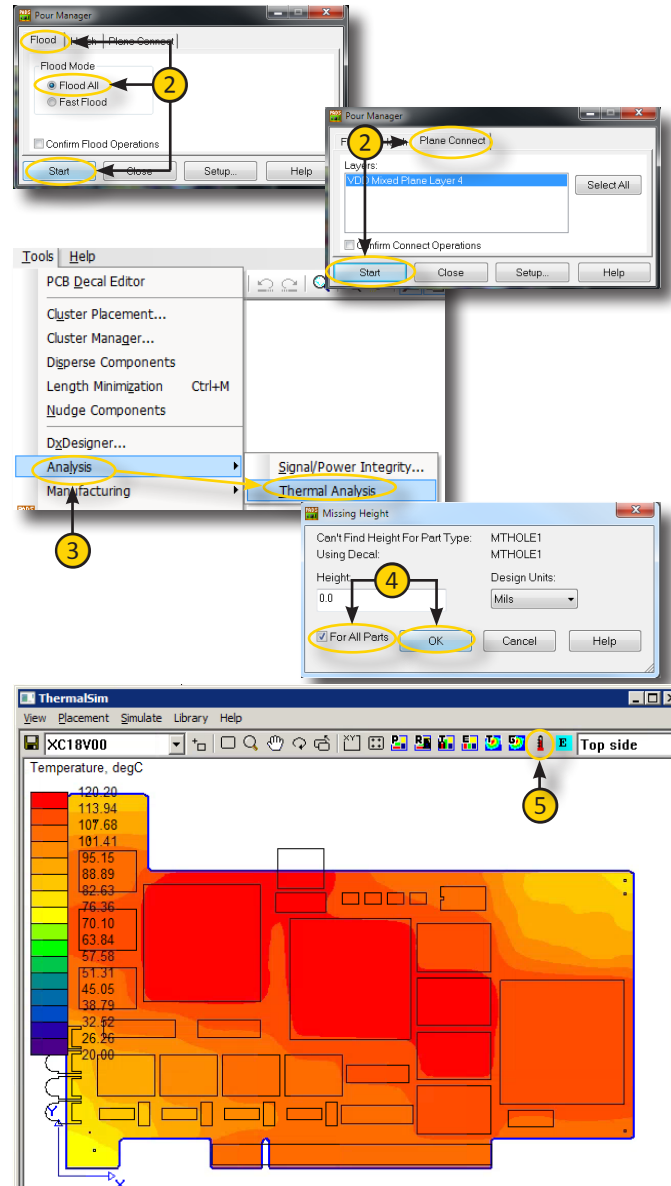 Pour Manager
Flood Hatch Plane Connect
Flood Mode
Flood All
2
Fast Flood
Confirm Flood Operations
Start Close Setup... Help
Pour Manager
2
Plane Connect
Layers:
VDD Mixed Plane Layer 4
Select All
Confirm Connect Operations
Start Close Setup... Help
Tools Help
PCB Decal Editor
Cluster Placement...
Cluster Manager...
Disperse Components
Length Minimization Ctrl+M
Nudge Components
DxDesigner...
Analysis
Signal/Power Integrity...
Manufacturing
Thermal Analysis
3
Missing Height
Can't Find Height For Part Type: MTHOLE1
Using Decal: MTHOLE1
Height:
4
Design Units:
0.0
Mils
For All Parts
OK Cancel Help
ThermalSim
View Placement Simulate Library Help
XC18V00
E
Top side
Temperature, degC
5
120.20
113.94
107.68
101.41
95.15
88.89
82.63
76.36
70.10
63.84
57.58
51.31
45.05
38.79
32.52
26.26
20.00
Y
X